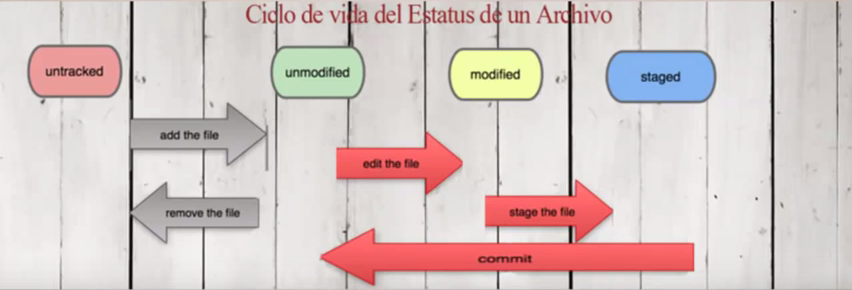 Ciclo de vida del Estatus de un Archivo
untracked
unmodified
modified
staged
add the file
edit the file
remove the file
stage the file
commit